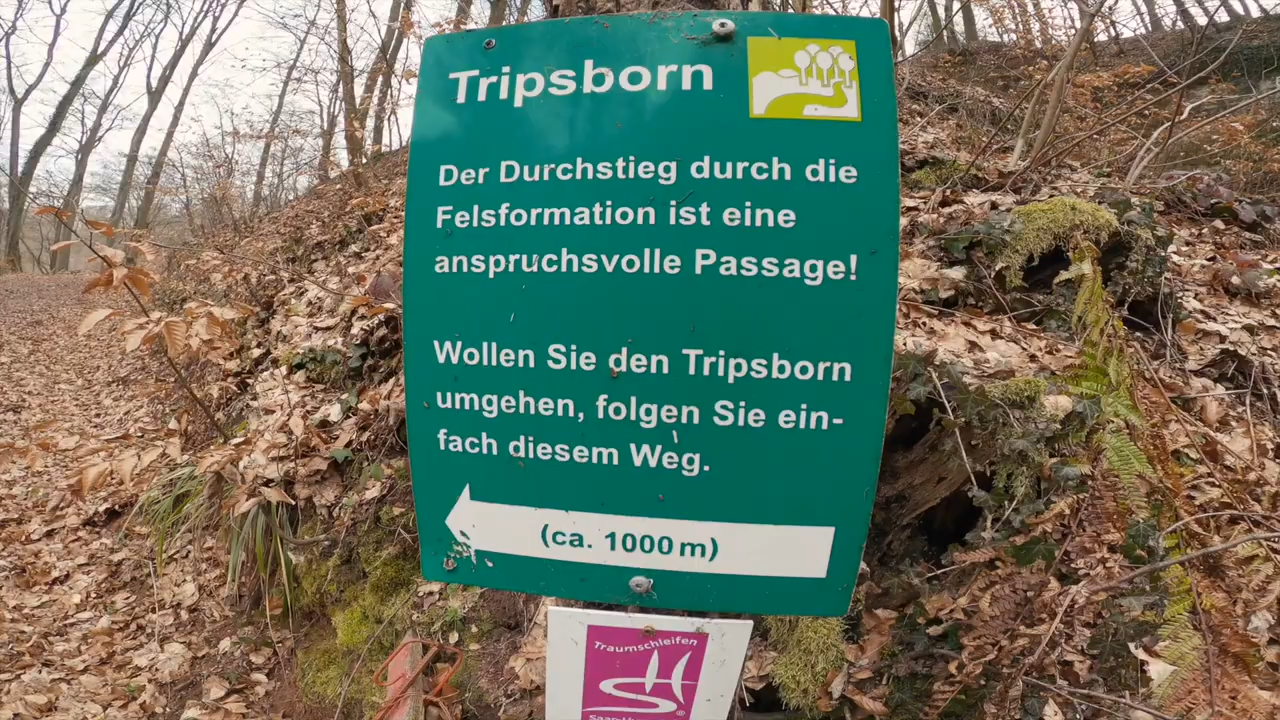 Tripsborn
Der Durchstieg durch die
Felsformation ist eine
anspruchsvolle Passage!
Wollen Sie den Tripsborn
umgehen, folgen Sie ein-
fach diesem Weg.
(ca. 1000 m)
Traumschleifen